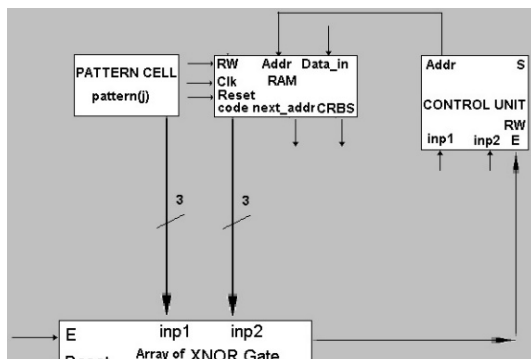 PATTERN CELL
pattern(j)
RW Addr Data_in
Clk RAM
Reset
code next_addr CRBS
Addr S
CONTROL UNIT
RW
inp1 inp2 E
3 3
E inp1 inp2
Array of XNOR Gate